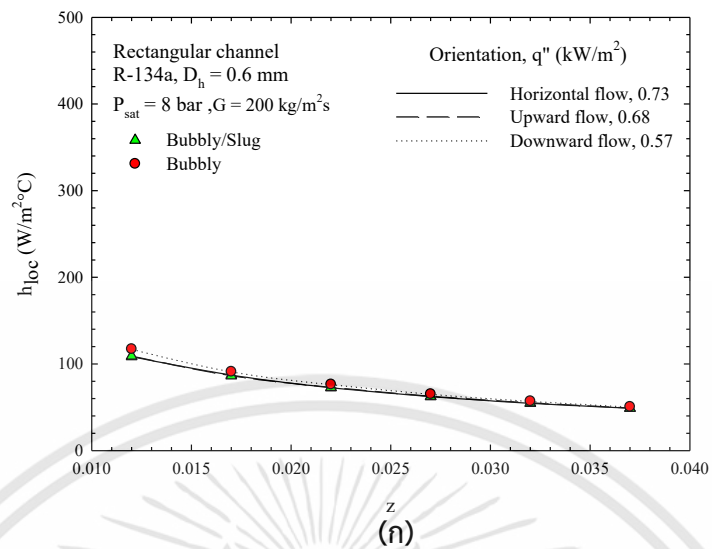 500
400
300
200
100
0
h_loc (W/m²°C)
Rectangular channel
R-134a, D_h = 0.6 mm
P_sat = 8 bar ,G = 200 kg/m²s
Bubbly/Slug
Bubbly
Orientation, q" (kW/m²)
Horizontal flow, 0.73
Upward flow, 0.68
Downward flow, 0.57
0.010 0.015 0.020 0.025 0.030 0.035 0.040
z
(ก)